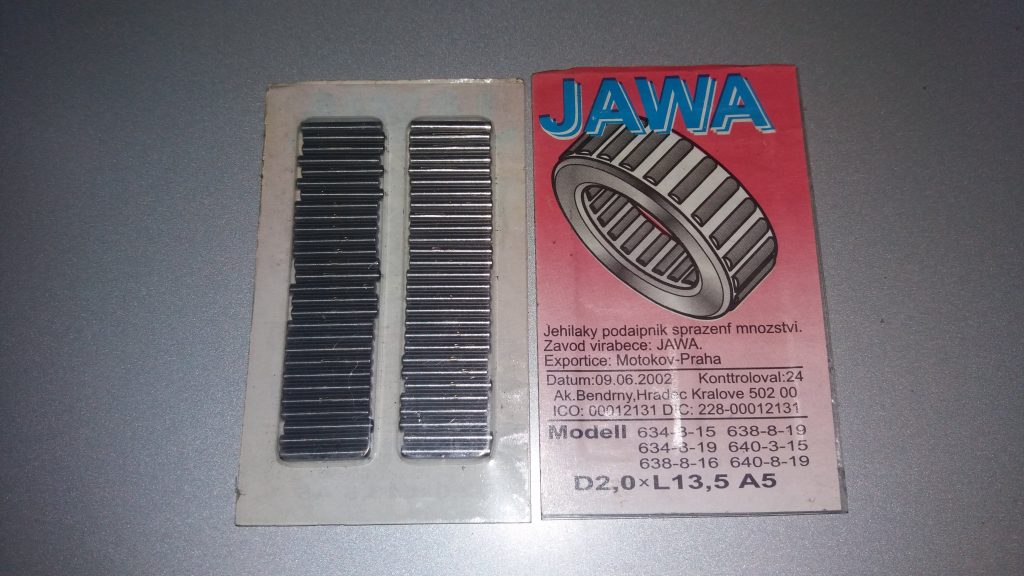 JAWA
Jehilaky podaipnik sprazenf mnozstvi.
Zavod virabece: JAWA.
Exportice: Motokov-Praha
Datum:09.06.2002 Konttroloval:24
Ak.Bendrny,Hradec Kralove 502 00
ICO: 00012131 DIC: 228-00012131
Modell 634-3-15 638-8-19
634-3-19 640-3-15
638-8-16 640-8-19
D2,0×L13,5 A5